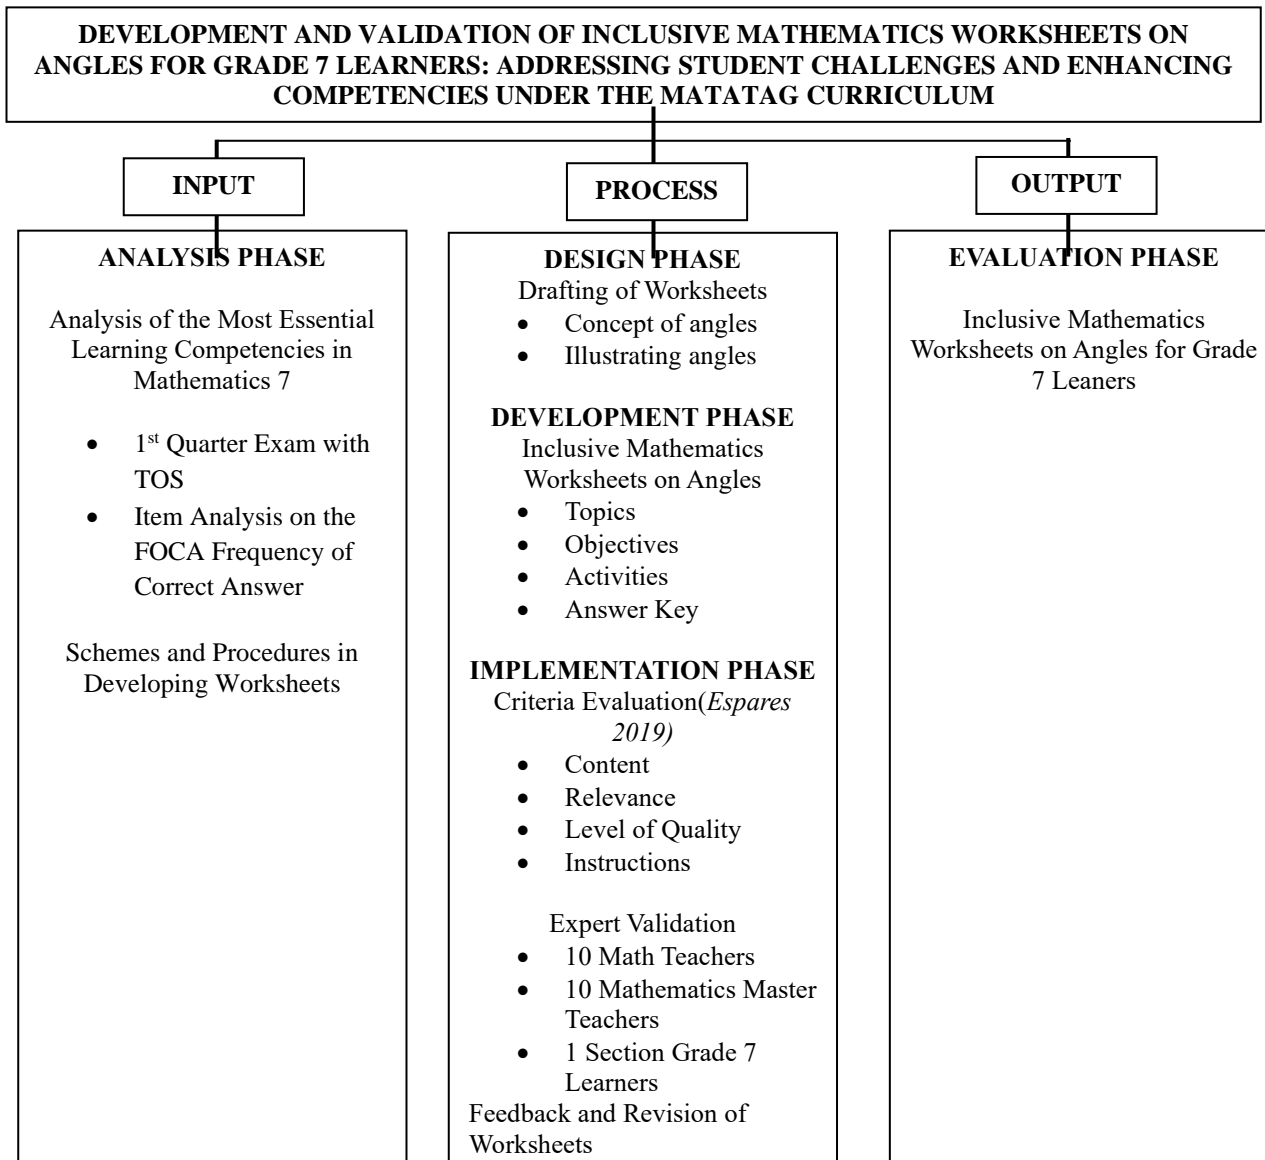 DEVELOPMENT AND VALIDATION OF INCLUSIVE MATHEMATICS WORKSHEETS ON
ANGLES FOR GRADE 7 LEARNERS: ADDRESSING STUDENT CHALLENGES AND ENHANCING
COMPETENCIES UNDER THE MATATAG CURRICULUM
INPUT
ANALYSIS PHASE
Analysis of the Most Essential
Learning Competencies in
Mathematics 7
• 1st Quarter Exam with
TOS
• Item Analysis on the
FOCA Frequency of
Correct Answer
Schemes and Procedures in
Developing Worksheets
PROCESS
DESIGN PHASE
Drafting of Worksheets
• Concept of angles
• Illustrating angles
DEVELOPMENT PHASE
Inclusive Mathematics
Worksheets on Angles
• Topics
• Objectives
• Activities
• Answer Key
IMPLEMENTATION PHASE
Criteria Evaluation(Espares
2019)
• Content
• Relevance
• Level of Quality
• Instructions
Expert Validation
• 10 Math Teachers
• 10 Mathematics Master
Teachers
• 1 Section Grade 7
Learners
Feedback and Revision of
Worksheets
OUTPUT
EVALUATION PHASE
Inclusive Mathematics
Worksheets on Angles for Grade
7 Leaners